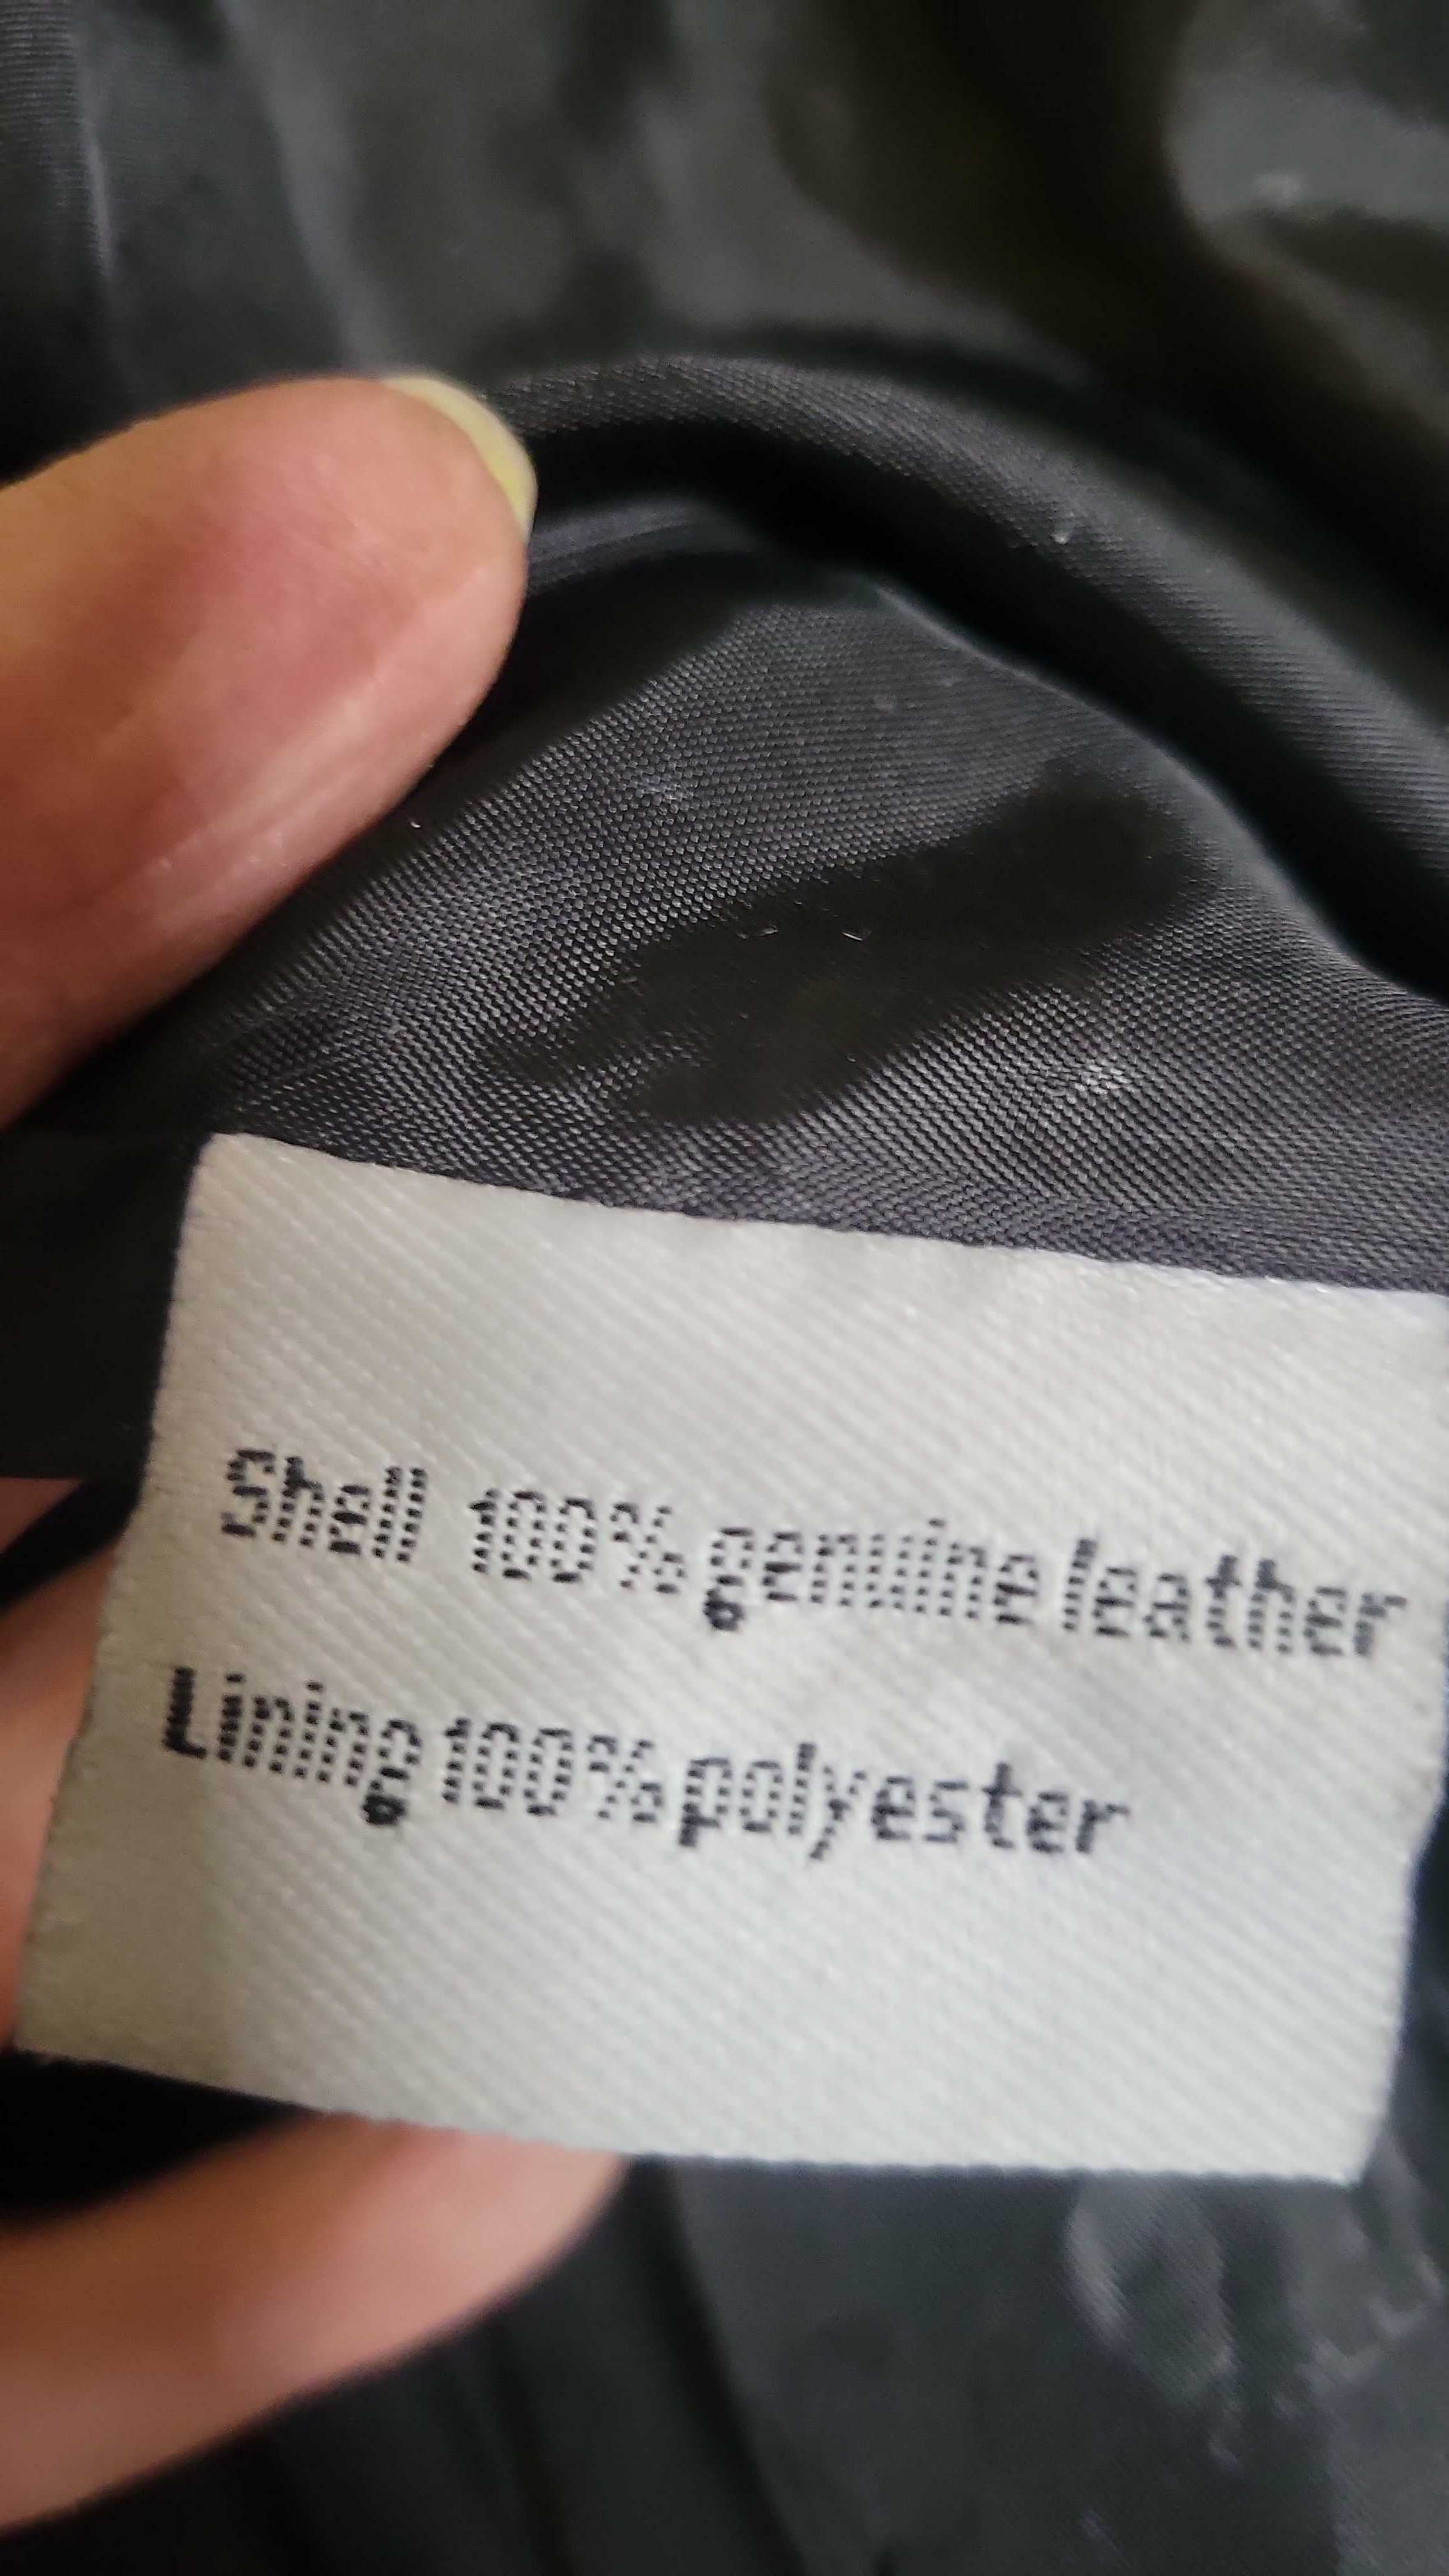 Shell 100% genuine leather
Lining 100% polyester